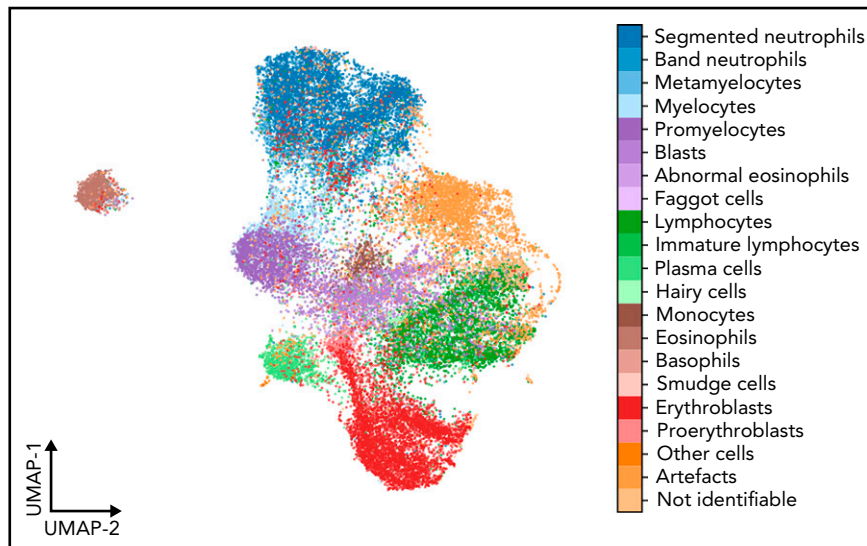 Segmented neutrophils
Band neutrophils
Metamyelocytes
Myelocytes
Promyelocytes
Blasts
Abnormal eosinophils
Faggot cells
Lymphocytes
Immature lymphocytes
Plasma cells
Hairy cells
Monocytes
Eosinophils
Basophils
Smudge cells
Erythroblasts
Proerythroblasts
Other cells
Artefacts
Not identifiable
UMAP-1
UMAP-2